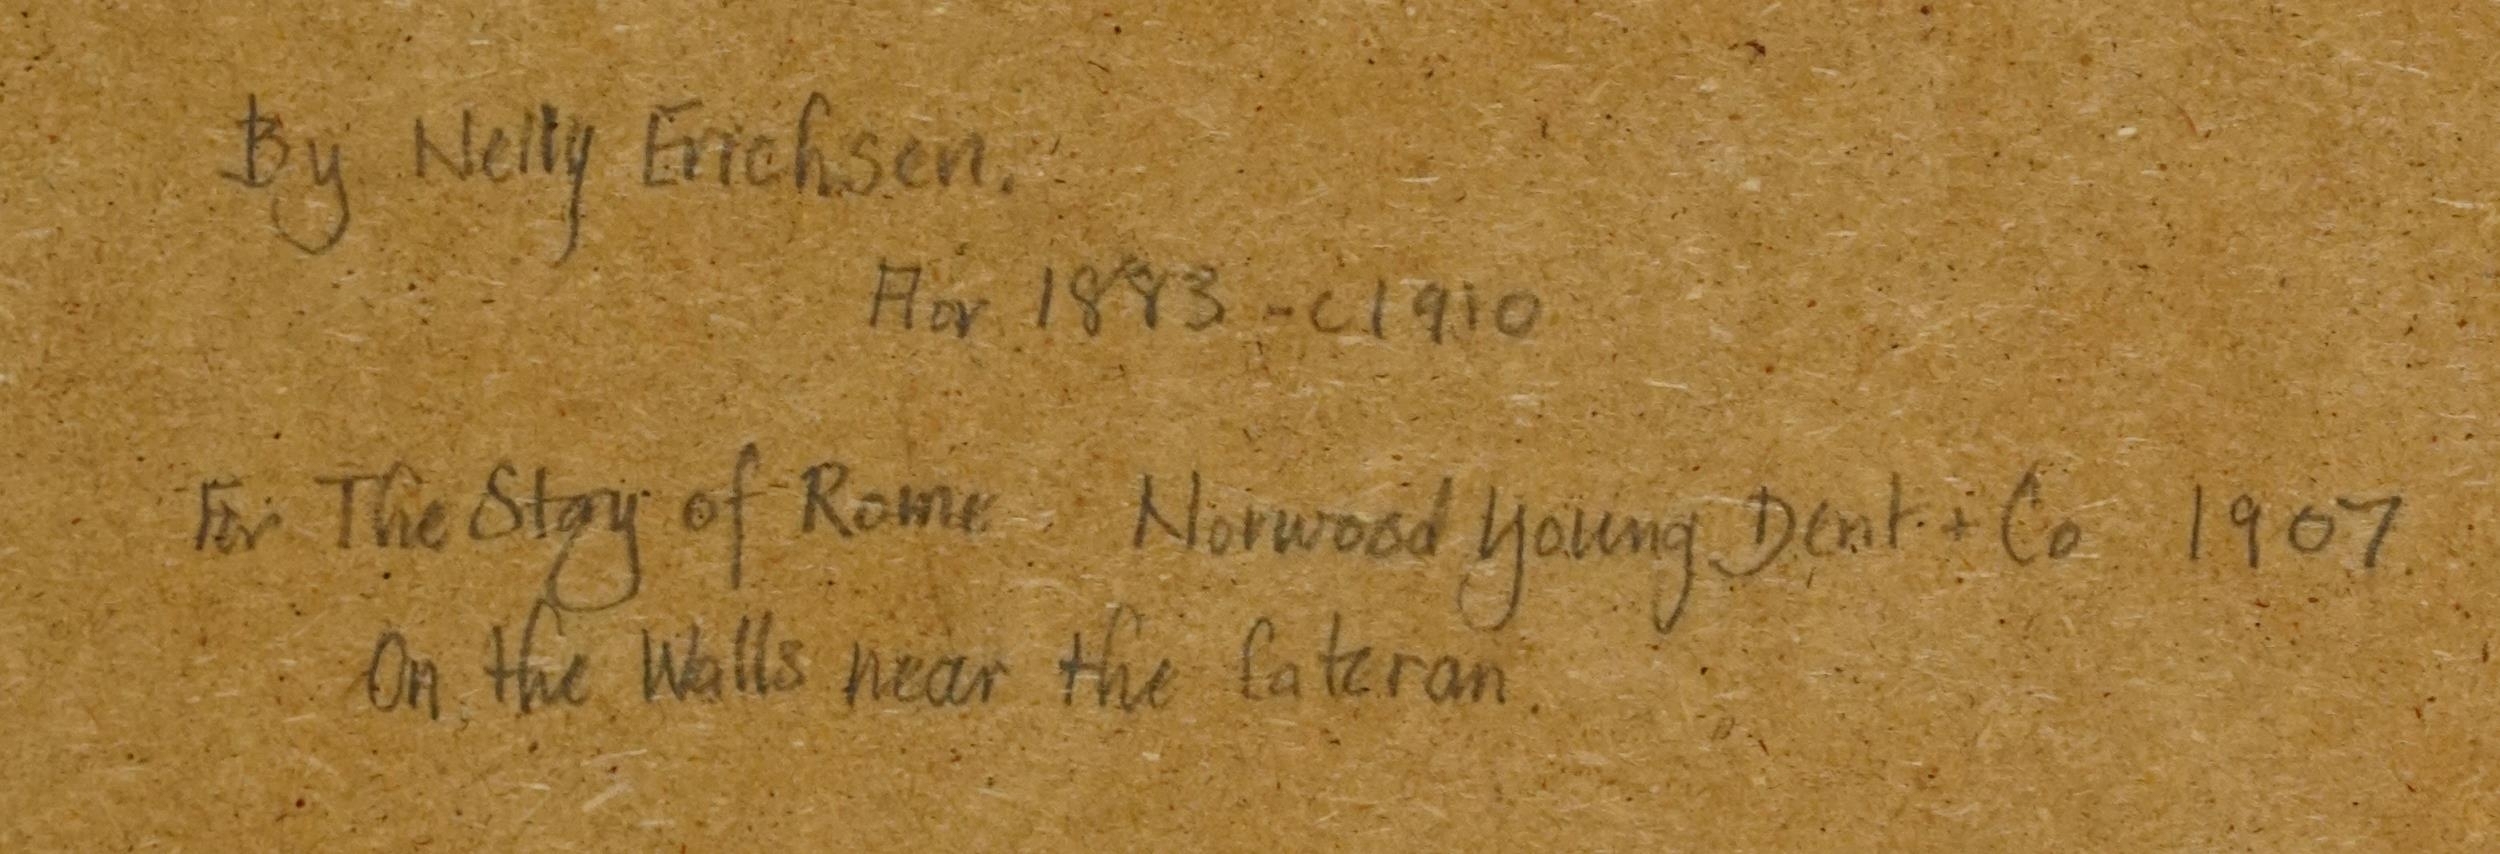 By Nelly Erichsen.
Flor 1883 - c1910
For The Story of Rome Norwood Young Dent + Co 1907
On the Walls near the Lateran.